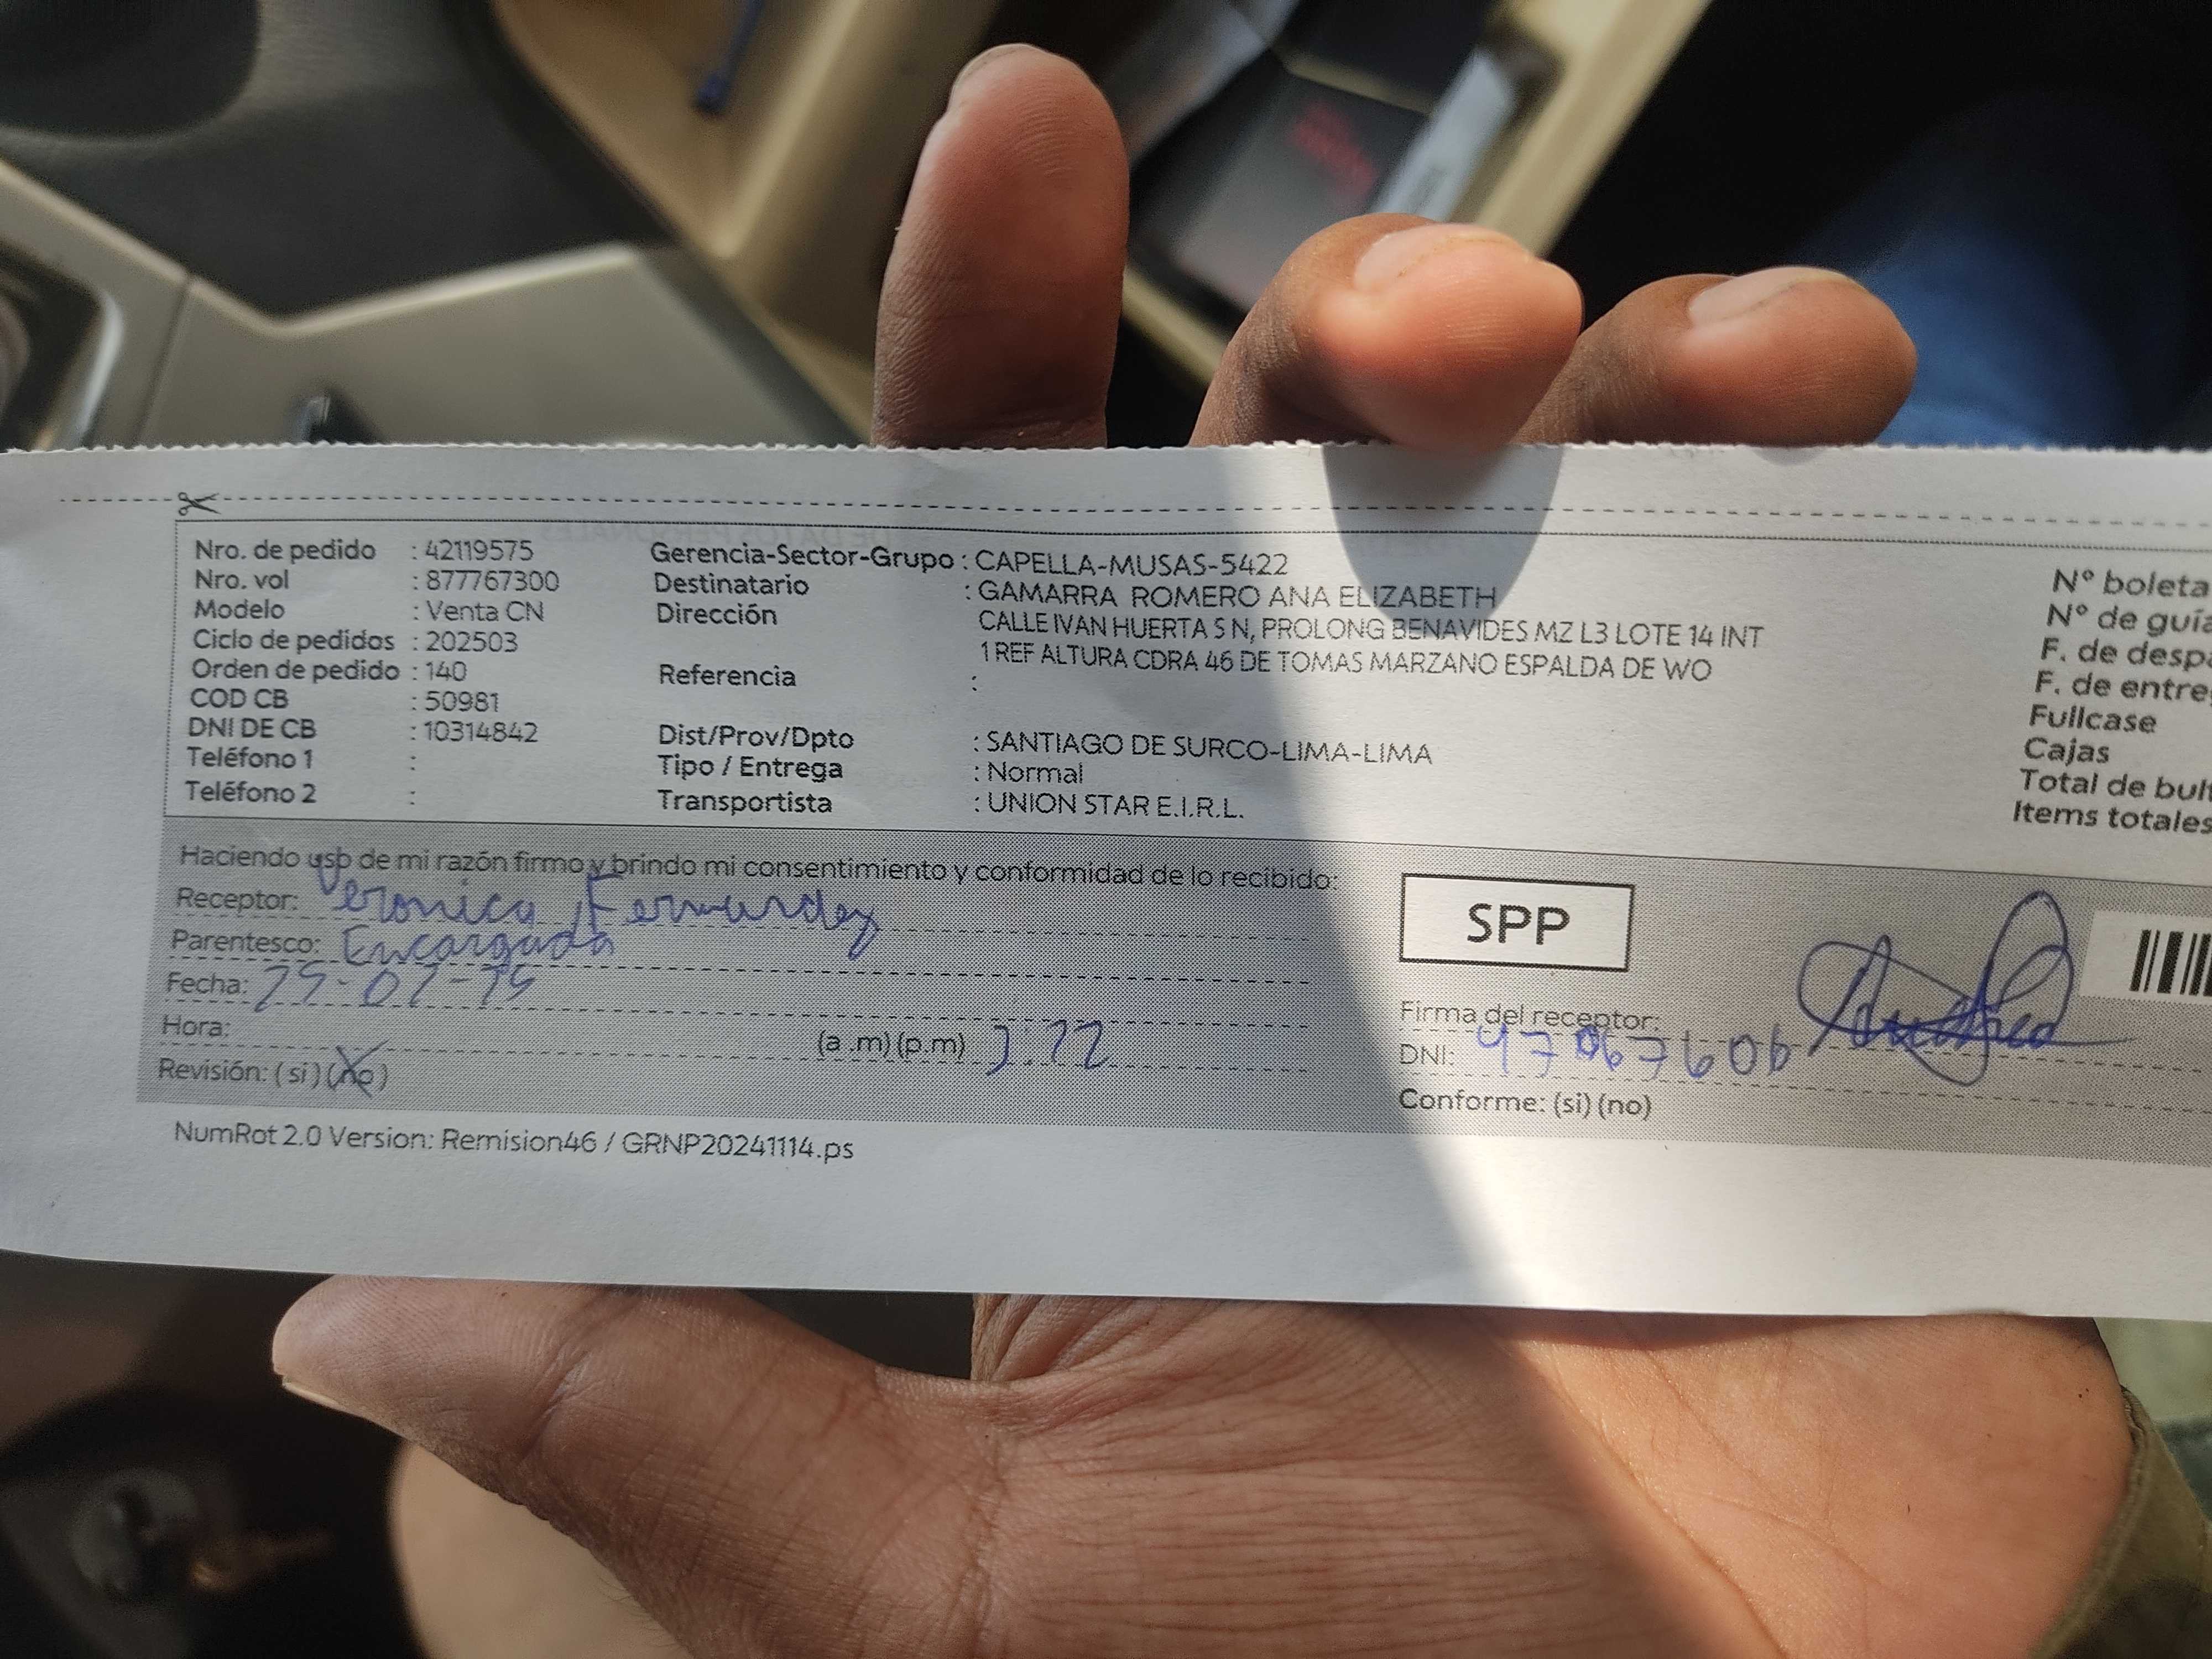 Nro. de pedido : 42119575
Nro. vol : 877767300
Modelo : Venta CN
Ciclo de pedidos : 202503
Orden de pedido : 140
COD CB : 50981
DNI DE CB : 10314842
Teléfono 1 :
Teléfono 2 :
Gerencia-Sector-Grupo : CAPELLA-MUSAS-5422
Destinatario : GAMARRA ROMERO ANA ELIZABETH
Dirección CALLE IVAN HUERTA S N, PROLONG BENAVIDES MZ L3 LOTE 14 INT
1 REF ALTURA CDRA 46 DE TOMAS MARZANO ESPALDA DE WO
Referencia :
Dist/Prov/Dpto : SANTIAGO DE SURCO-LIMA-LIMA
Tipo / Entrega : Normal
Transportista : UNION STAR E.I.R.L.
Nº boleta
Nº de guía
F. de despa
F. de entre
Fullcase
Cajas
Total de bult
Items totales
Haciendo uso de mi razón firmo y brindo mi consentimiento y conformidad de lo recibido:
Receptor: Veronica Fernandez
Parentesco: Encargada
Fecha:
Hora: (a .m) (p.m)
Revisión: ( si ) (no )
SPP
Firma del receptor:
DNI:
Conforme: (si) (no)
NumRot 2.0 Version: Remision46 / GRNP20241114.ps